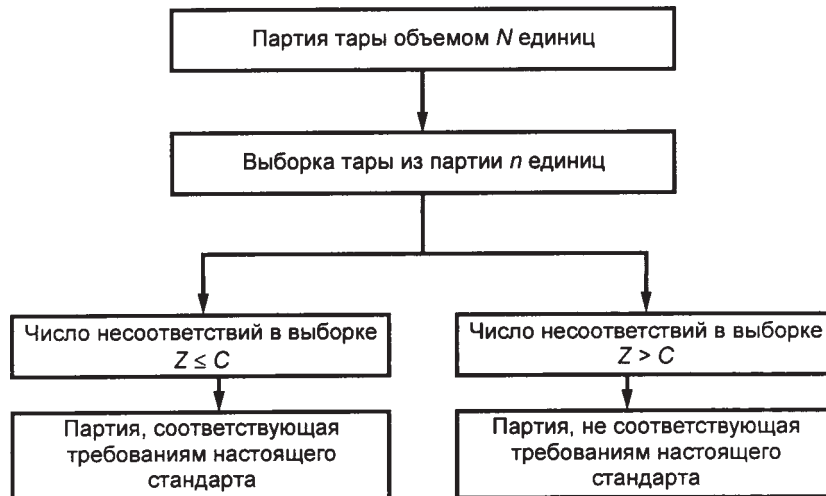 Партия тары объемом N единиц
Выборка тары из партии n единиц
Число несоответствий в выборке
Z ≤ C
Число несоответствий в выборке
Z > C
Партия, соответствующая
требованиям настоящего
стандарта
Партия, не соответствующая
требованиям настоящего
стандарта